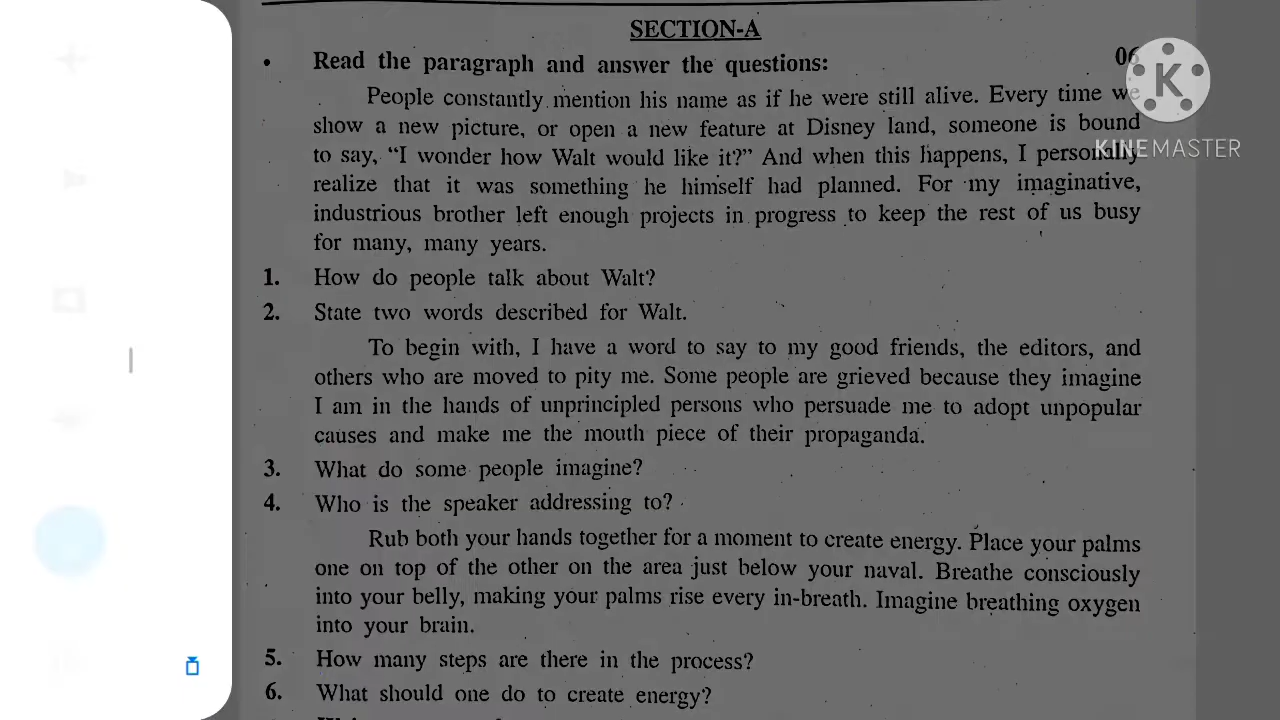 SECTION-A
• Read the paragraph and answer the questions: 06
People constantly mention his name as if he were still alive. Every time we
show a new picture, or open a new feature at Disney land, someone is bound
to say, “I wonder how Walt would like it?” And when this happens, I personally
realize that it was something he himself had planned. For my imaginative,
industrious brother left enough projects in progress to keep the rest of us busy
for many, many years.
1. How do people talk about Walt?
2. State two words described for Walt.
To begin with, I have a word to say to my good friends, the editors, and
others who are moved to pity me. Some people are grieved because they imagine
I am in the hands of unprincipled persons who persuade me to adopt unpopular
causes and make me the mouth piece of their propaganda.
3. What do some people imagine?
4. Who is the speaker addressing to?
Rub both your hands together for a moment to create energy. Place your palms
one on top of the other on the area just below your naval. Breathe consciously
into your belly, making your palms rise every in-breath. Imagine breathing oxygen
into your brain.
5. How many steps are there in the process?
6. What should one do to create energy?
K
KINEMASTER